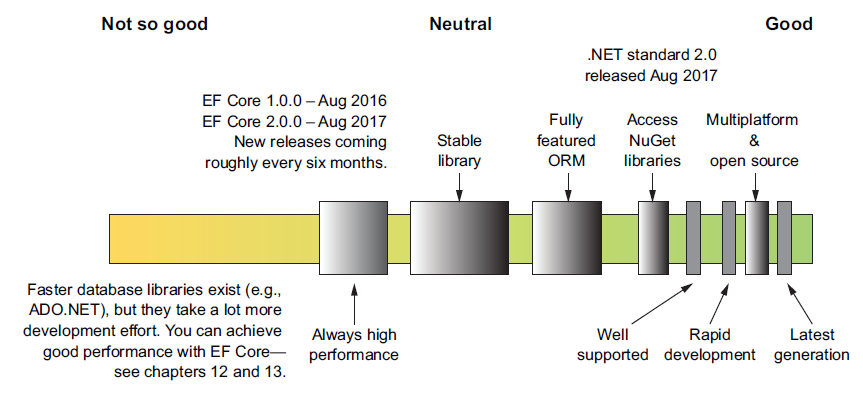 Not so good
Neutral
Good
.NET standard 2.0
released Aug 2017
EF Core 1.0.0 – Aug 2016
EF Core 2.0.0 – Aug 2017
New releases coming
roughly every six months.
Stable
library
Fully
featured
ORM
Access
NuGet
libraries
Multiplatform
&
open source
Faster database libraries exist (e.g.,
ADO.NET), but they take a lot more
development effort. You can achieve
good performance with EF Core—
see chapters 12 and 13.
Always high
performance
Well
supported
Rapid
development
Latest
generation